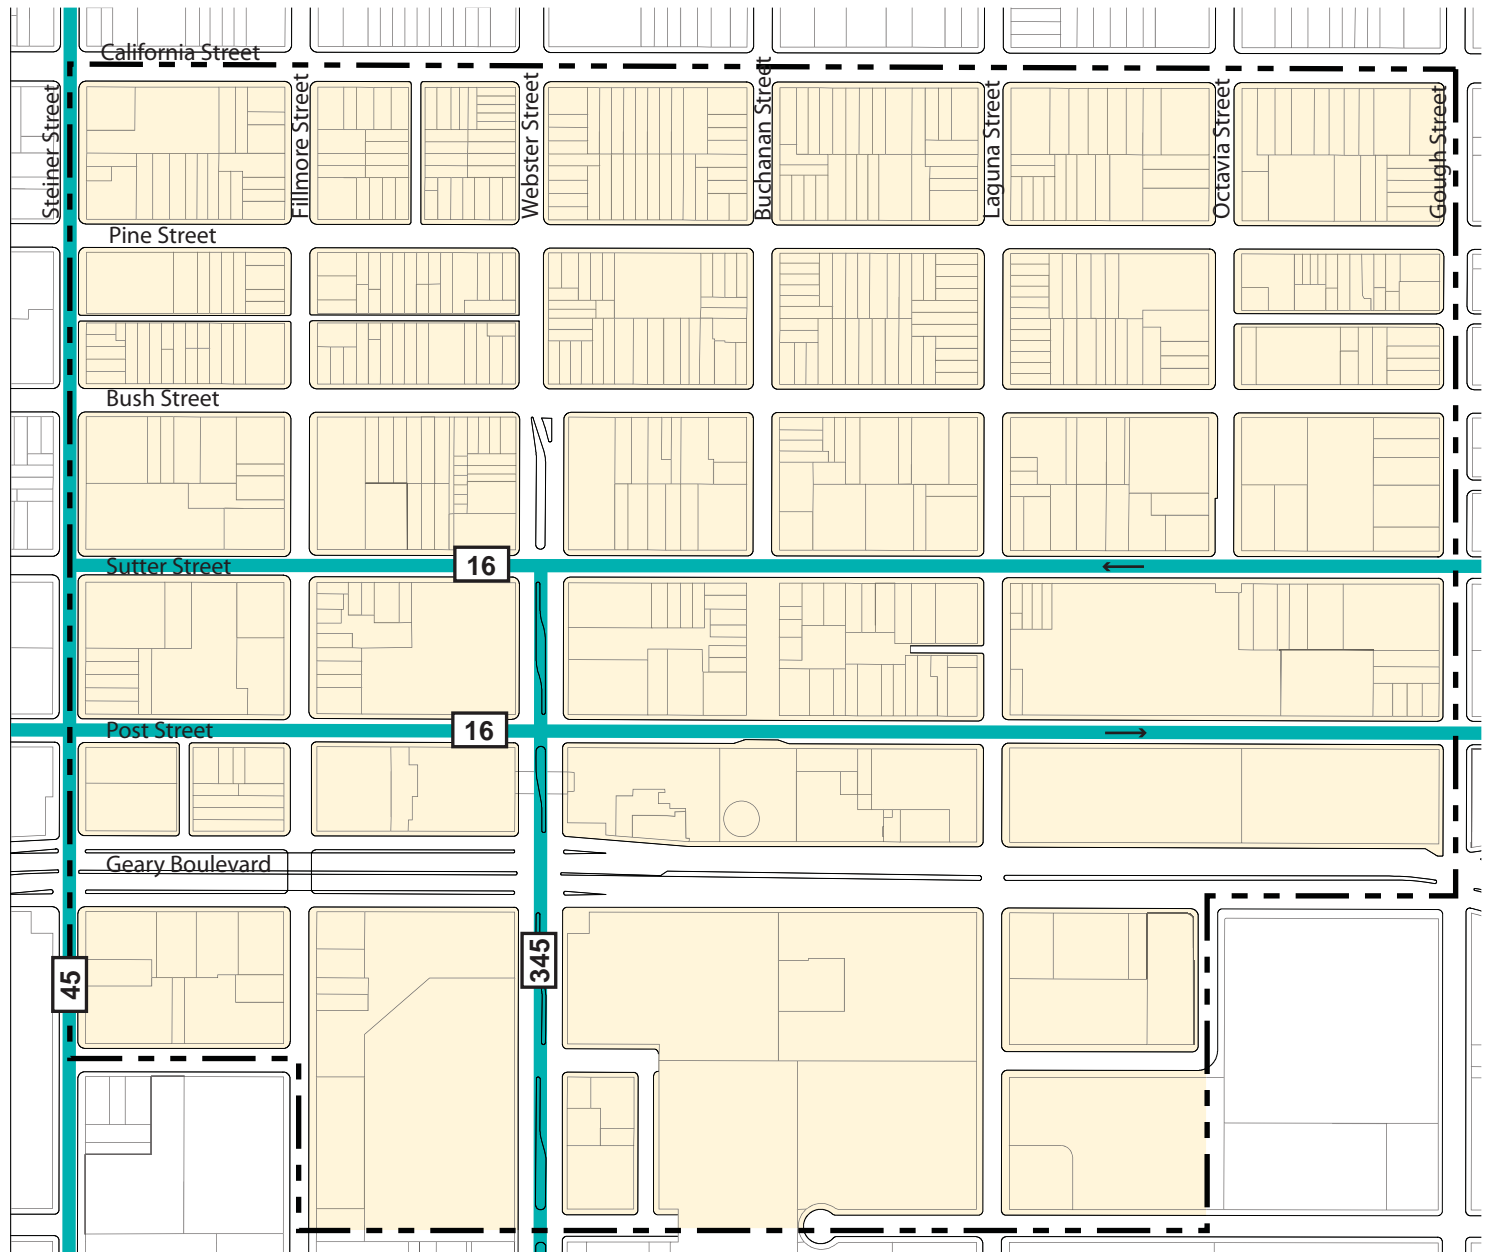 California Street
Steiner Street
Fillmore Street
Webster Street
Buchanan Street
Laguna Street
Octavia Street
Gough Street
Pine Street
Bush Street
Sutter Street
16
Post Street
16
Geary Boulevard
45
345